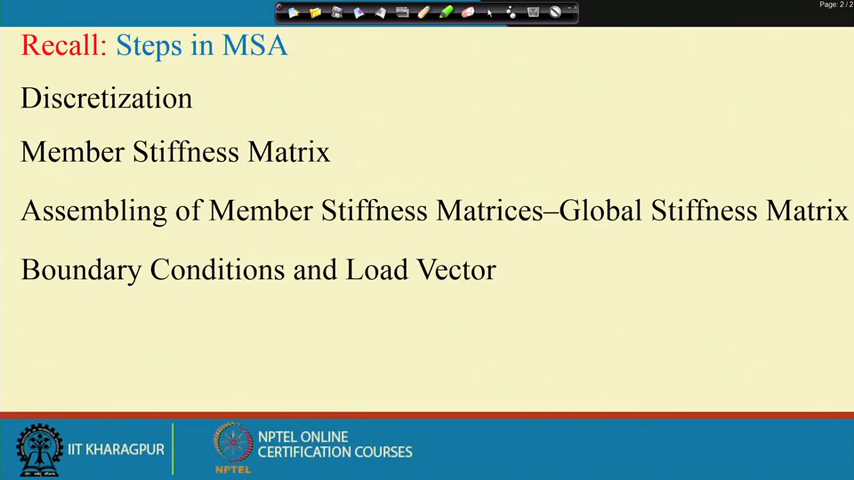 Page: 2 / 2
Recall: Steps in MSA
Discretization
Member Stiffness Matrix
Assembling of Member Stiffness Matrices–Global Stiffness Matrix
Boundary Conditions and Load Vector
IIT KHARAGPUR
NPTEL
NPTEL ONLINE
CERTIFICATION COURSES